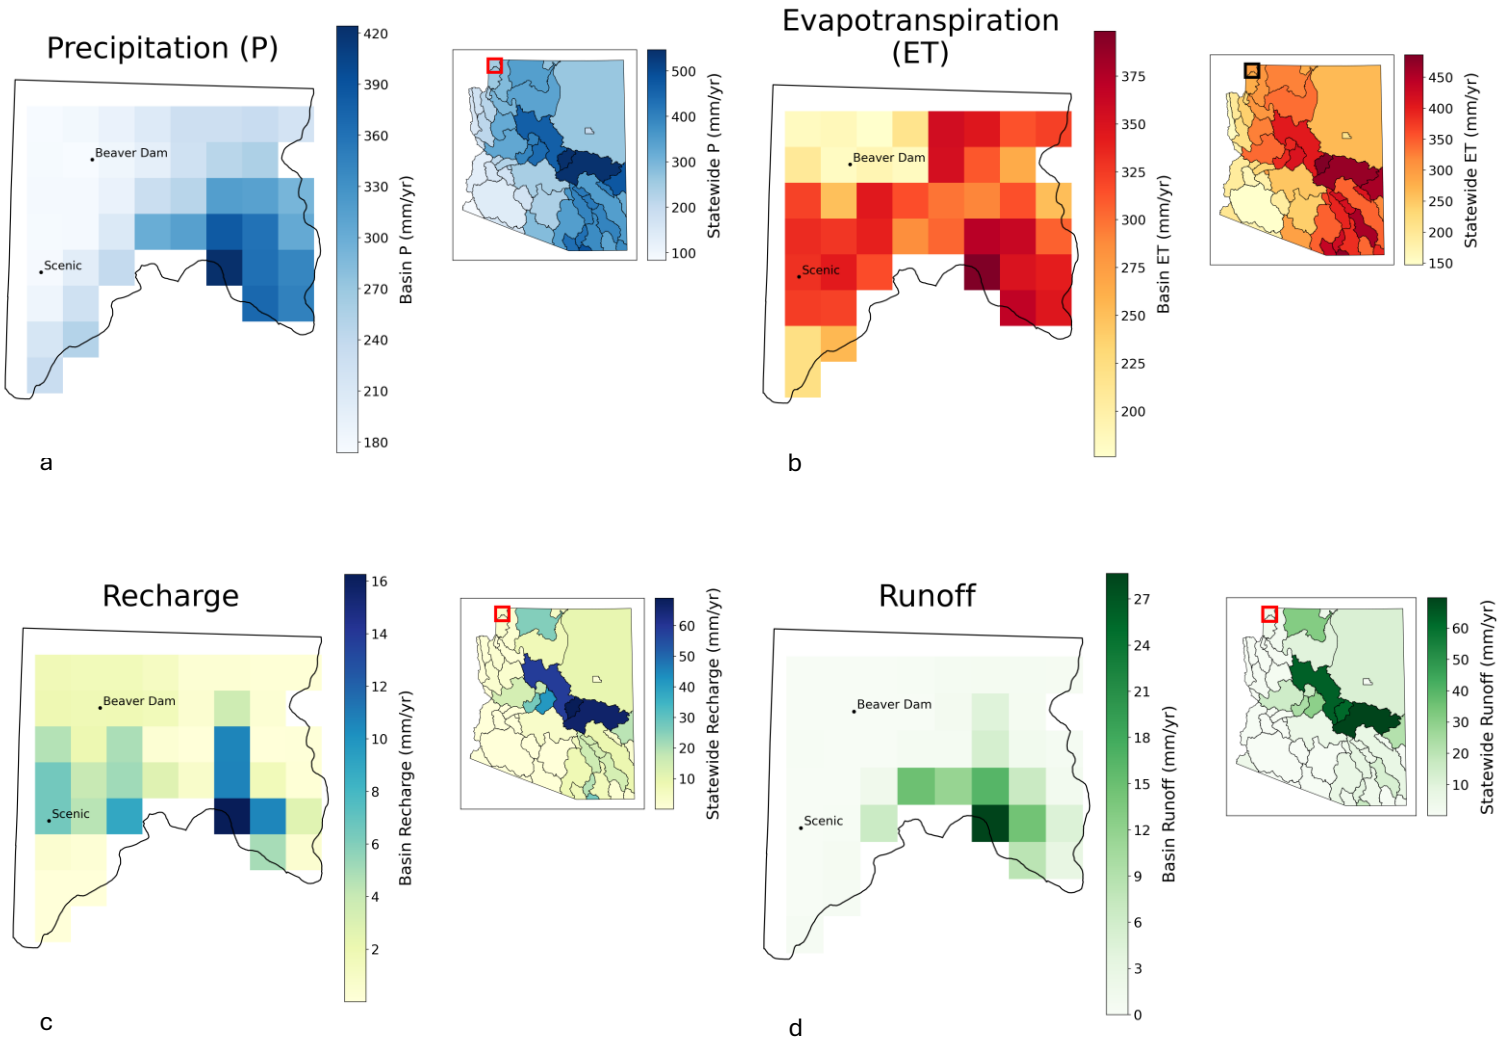 Precipitation (P)
Beaver Dam
Scenic
420
390
360
330
300
270
240
210
180
Basin P (mm/yr)
500
400
300
200
100
Statewide P (mm/yr)
a
Evapotranspiration
(ET)
Beaver Dam
Scenic
375
350
325
300
275
250
225
200
Basin ET (mm/yr)
450
400
350
300
250
200
150
Statewide ET (mm/yr)
b
Recharge
Beaver Dam
Scenic
16
14
12
10
8
6
4
2
Basin Recharge (mm/yr)
60
50
40
30
20
10
Statewide Recharge (mm/yr)
c
Runoff
Beaver Dam
Scenic
27
24
21
18
15
12
9
6
3
0
Basin Runoff (mm/yr)
60
50
40
30
20
10
Statewide Runoff (mm/yr)
d